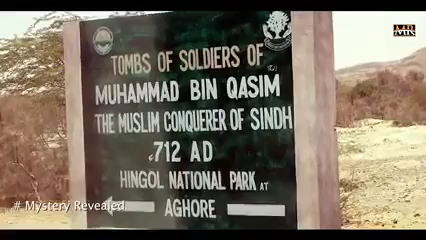 MR
TOMBS OF SOLDIERS OF
MUHAMMAD BIN QASIM
THE MUSLIM CONQUERER OF SINDH
712 AD
HINGOL NATIONAL PARK AT
AGHORE
# Mystery Revealed